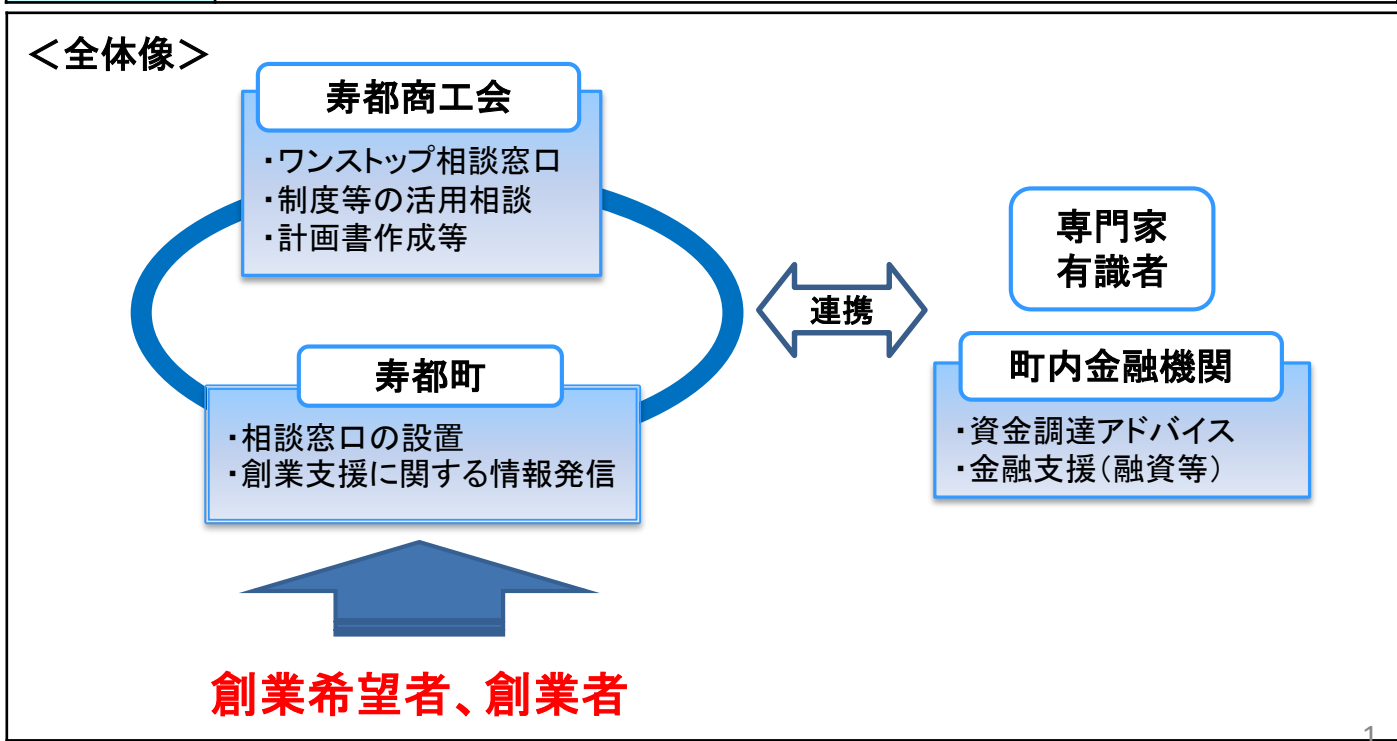 ＜全体像＞
寿都商工会
・ワンストップ相談窓口
・制度等の活用相談
・計画書作成等
寿都町
・相談窓口の設置
・創業支援に関する情報発信
連携
専門家
有識者
町内金融機関
・資金調達アドバイス
・金融支援（融資等）
創業希望者、創業者
1